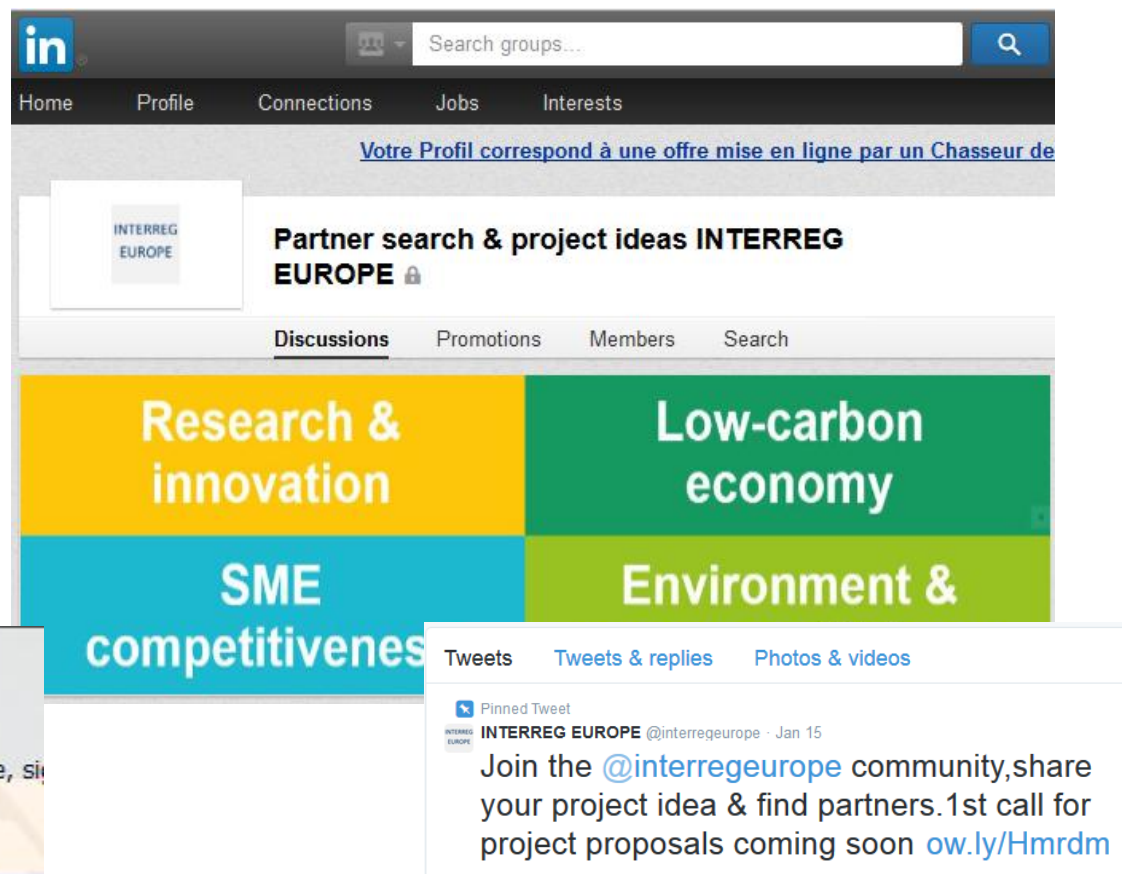 in
Search groups...
Home Profile Connections Jobs Interests
Votre Profil correspond à une offre mise en ligne par un Chasseur de
INTERREG
EUROPE
Partner search & project ideas INTERREG
EUROPE
Discussions Promotions Members Search
Research &
innovation
Low-carbon
economy
SME
Environment &
Tweets Tweets & replies Photos & videos
Pinned Tweet
INTERREG EUROPE @interregeurope · Jan 15
Join the @interregeurope community,share
your project idea & find partners.1st call for
project proposals coming soon ow.ly/Hmrdm